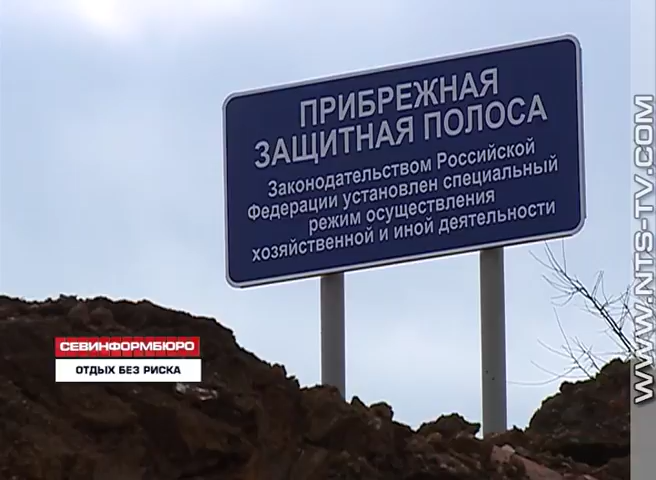 ПРИБРЕЖНАЯ
ЗАЩИТНАЯ ПОЛОСА
Законодательством Российской
Федерации установлен специальный
режим осуществления
хозяйственной и иной деятельности
СЕВИНФОРМБЮРО
ОТДЫХ БЕЗ РИСКА
WWW.NTS-TV.COM